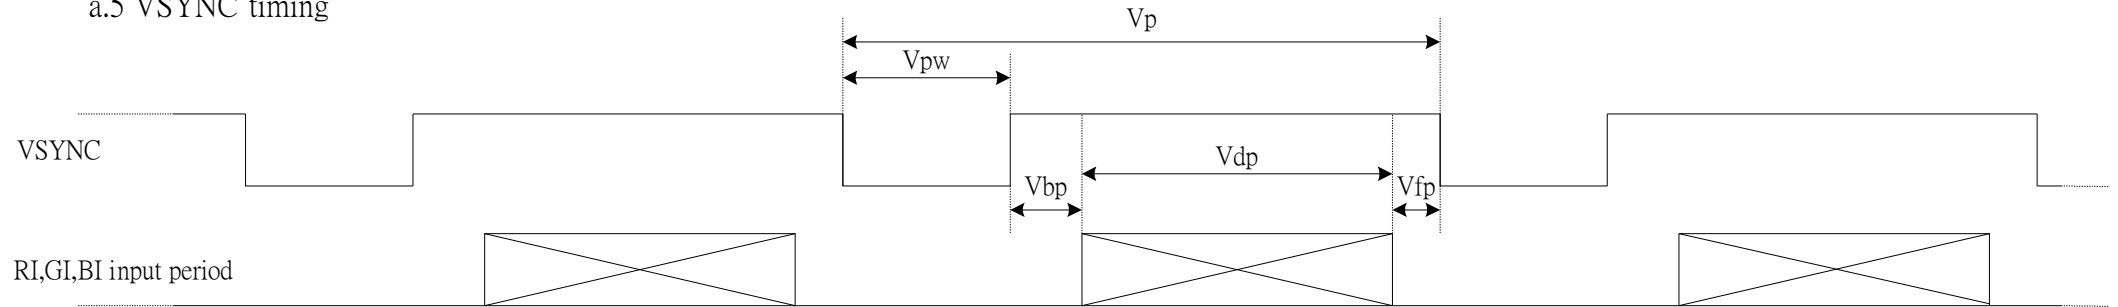 a.5 VSYNC timing
Vp
Vpw
VSYNC
Vdp
Vbp
Vfp
RI,GI,BI input period